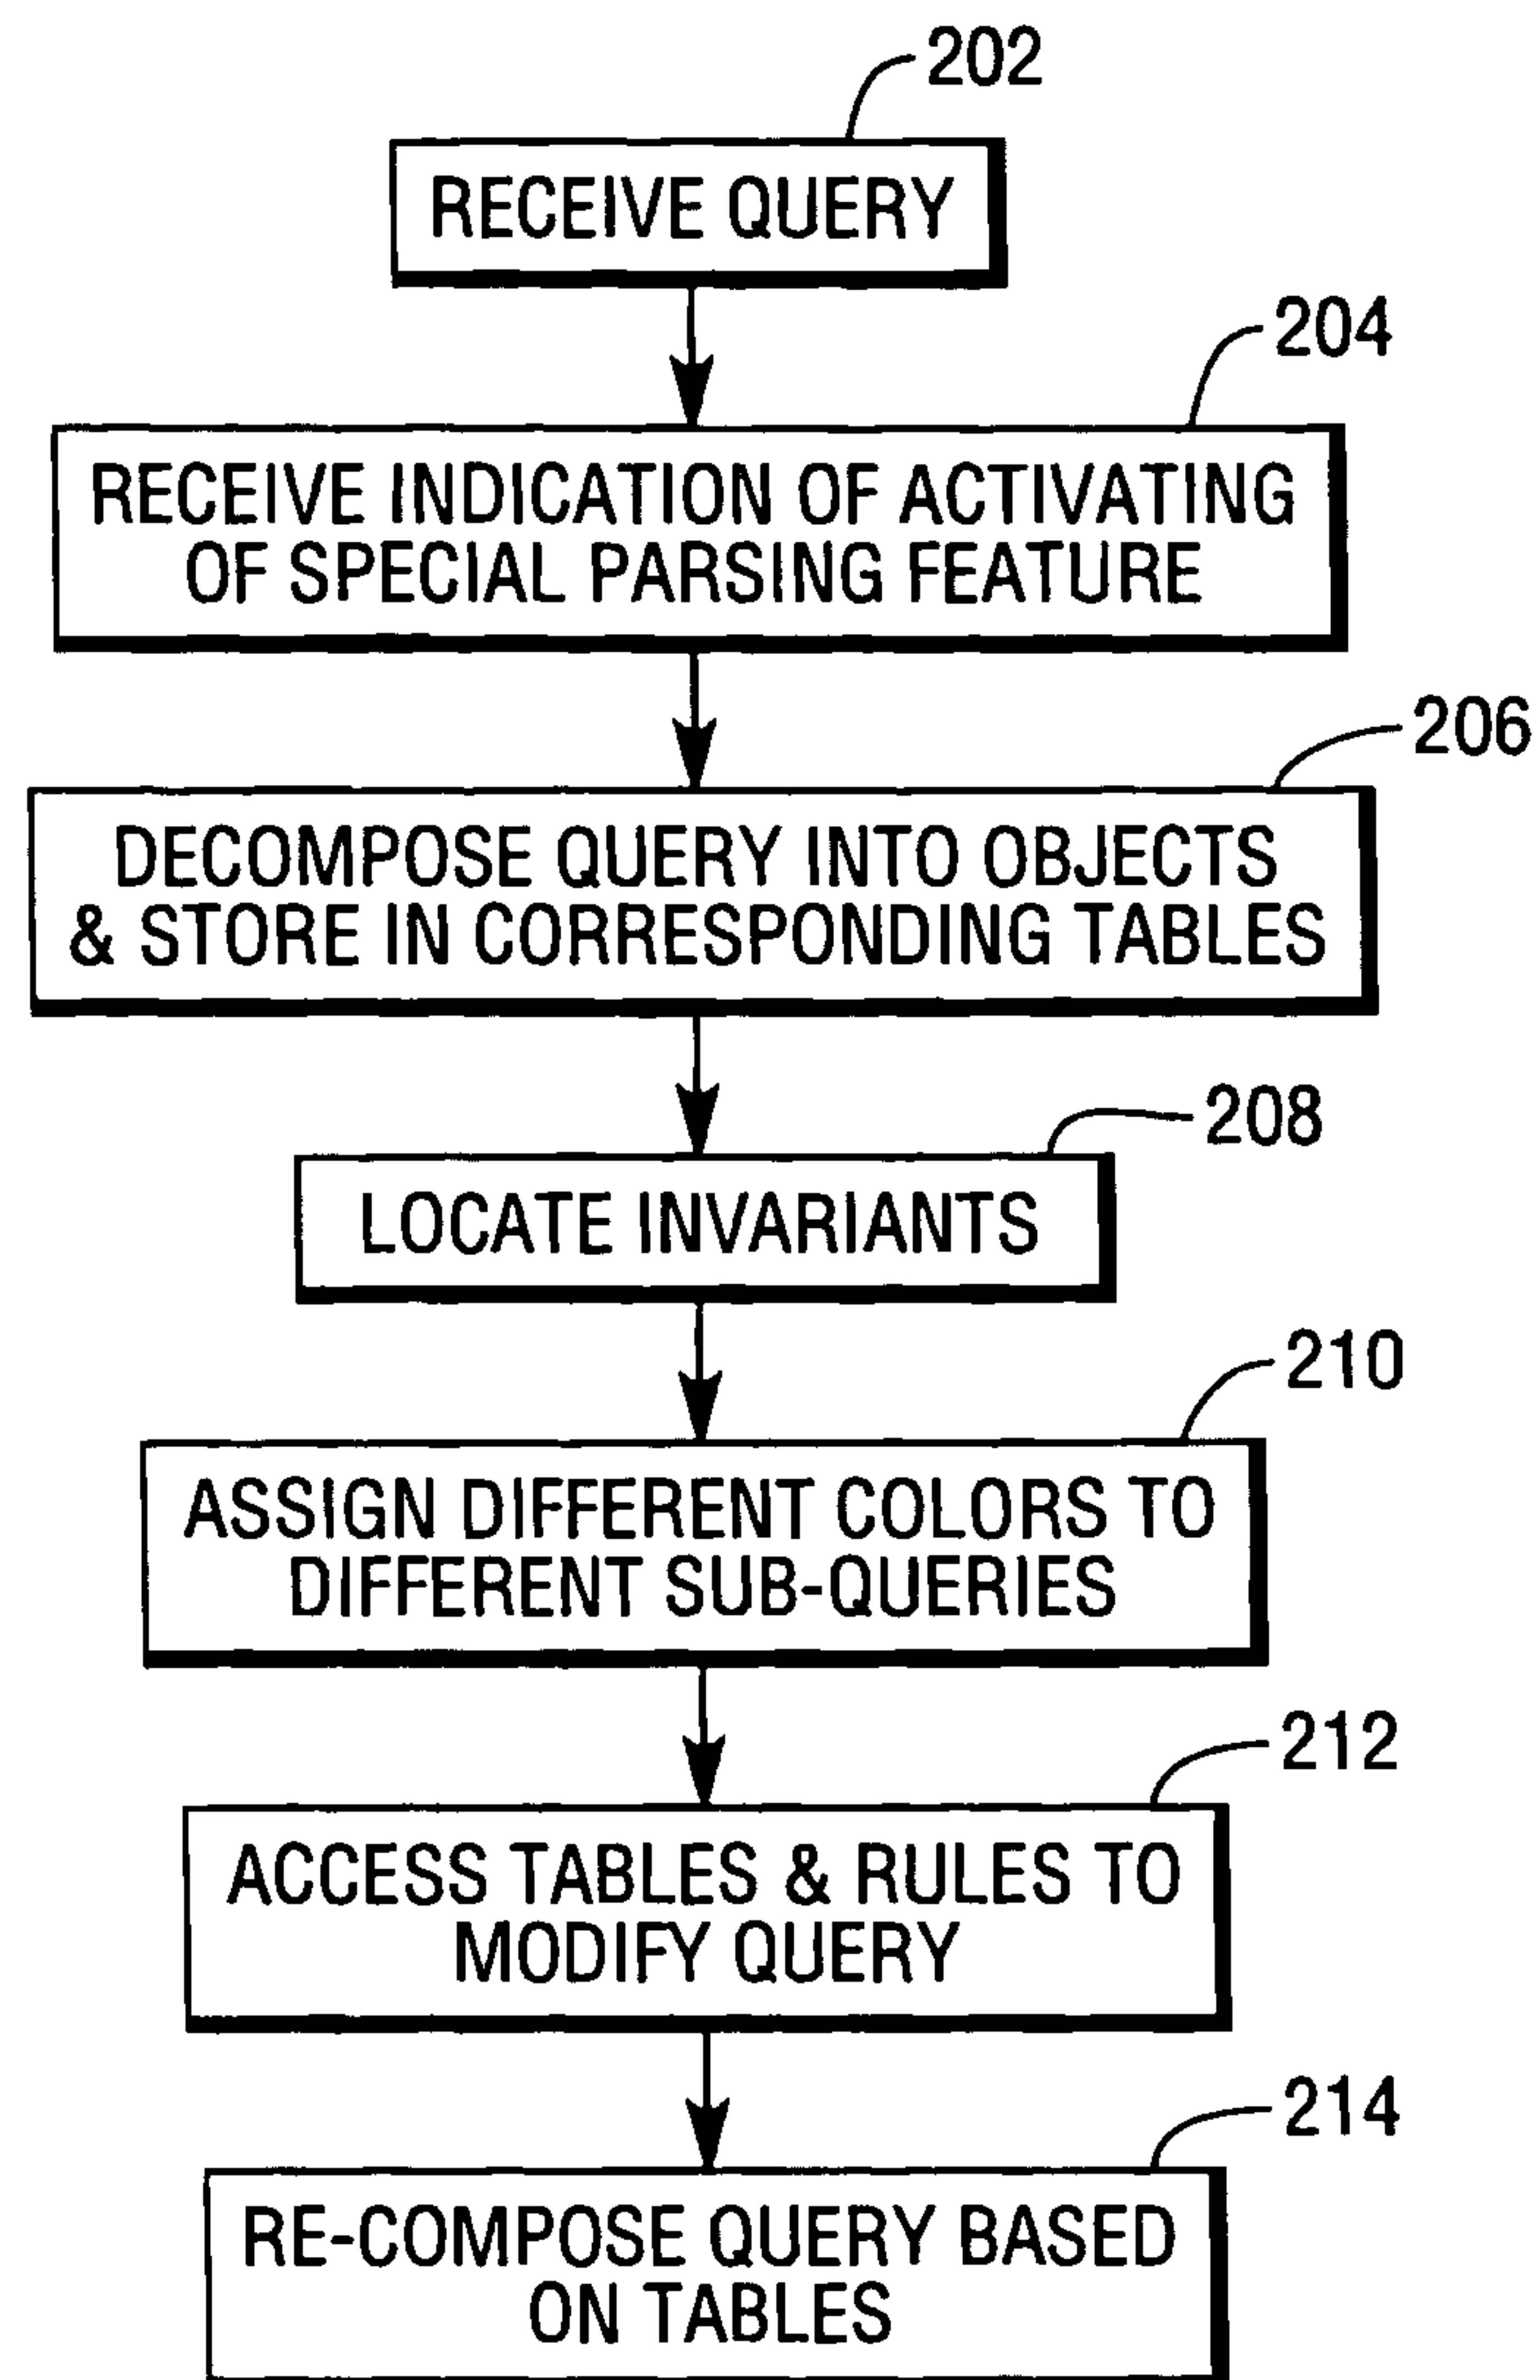 202
RECEIVE QUERY
204
RECEIVE INDICATION OF ACTIVATING
OF SPECIAL PARSING FEATURE
206
DECOMPOSE QUERY INTO OBJECTS
& STORE IN CORRESPONDING TABLES
208
LOCATE INVARIANTS
210
ASSIGN DIFFERENT COLORS TO
DIFFERENT SUB-QUERIES
212
ACCESS TABLES & RULES TO
MODIFY QUERY
214
RE-COMPOSE QUERY BASED
ON TABLES